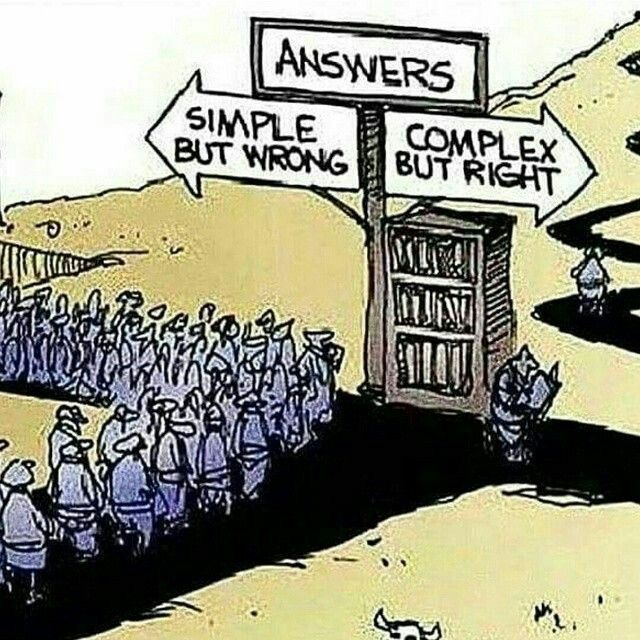 ANSWERS
SIMPLE
BUT WRONG
COMPLEX
BUT RIGHT